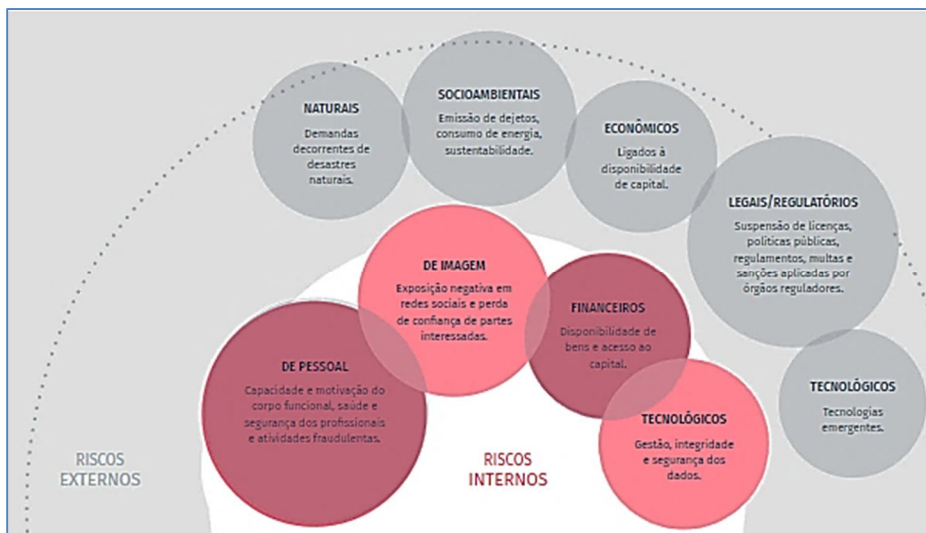 NATURAIS
Demandas
decorrentes de
desastres
naturais.
SOCIOAMBIENTAIS
Emissão de dejetos,
consumo de energia,
sustentabilidade.
ECONÔMICOS
Ligados à
disponibilidade
de capital.
LEGAIS/REGULATÓRIOS
Suspensão de licenças,
políticas públicas,
regulamentos, multas e
sanções aplicadas por
órgãos reguladores.
TECNOLÓGICOS
Tecnologias
emergentes.
DE IMAGEM
Exposição negativa em
redes sociais e perda
de confiança de partes
interessadas.
FINANCEIROS
Disponibilidade de
bens e acesso ao
capital.
DE PESSOAL
Capacidade e motivação do
corpo funcional, saúde e
segurança dos profissionais
e atividades fraudulentas.
TECNOLÓGICOS
Gestão, integridade
e segurança dos
dados.
RISCOS
EXTERNOS
RISCOS
INTERNOS